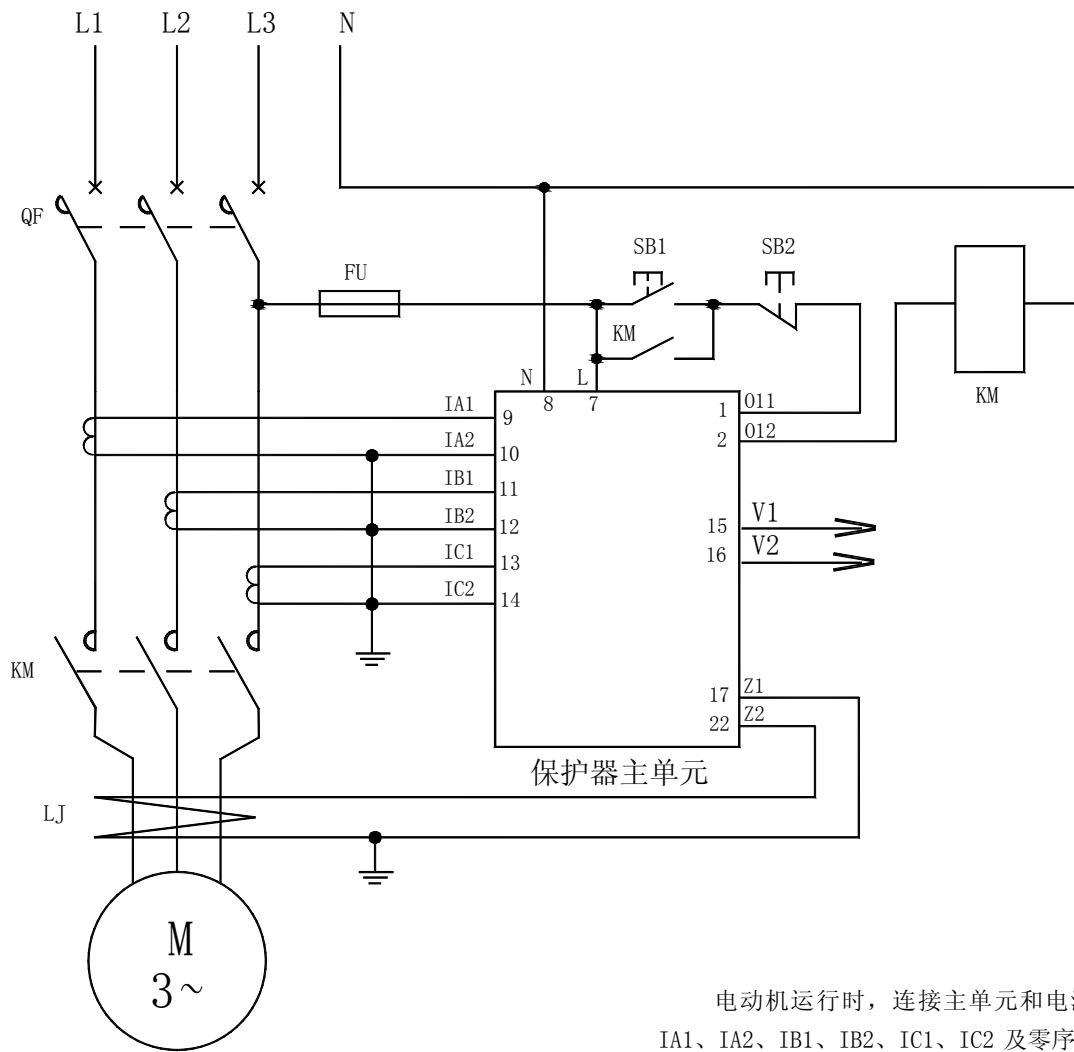 L1 L2 L3 N
QF
SB1 SB2
FU
KM
KM
N L
8 7
IA1 9
IA2 10
IB1 11
IB2 12
IC1 13
IC2 14
1 O11
2 O12
15 V1
16 V2
KM
17 Z1
22 Z2
保护器主单元
LJ
M
3~
电动机运行时，连接主单元和电
IA1、IA2、IB1、IB2、IC1、IC2 及零序